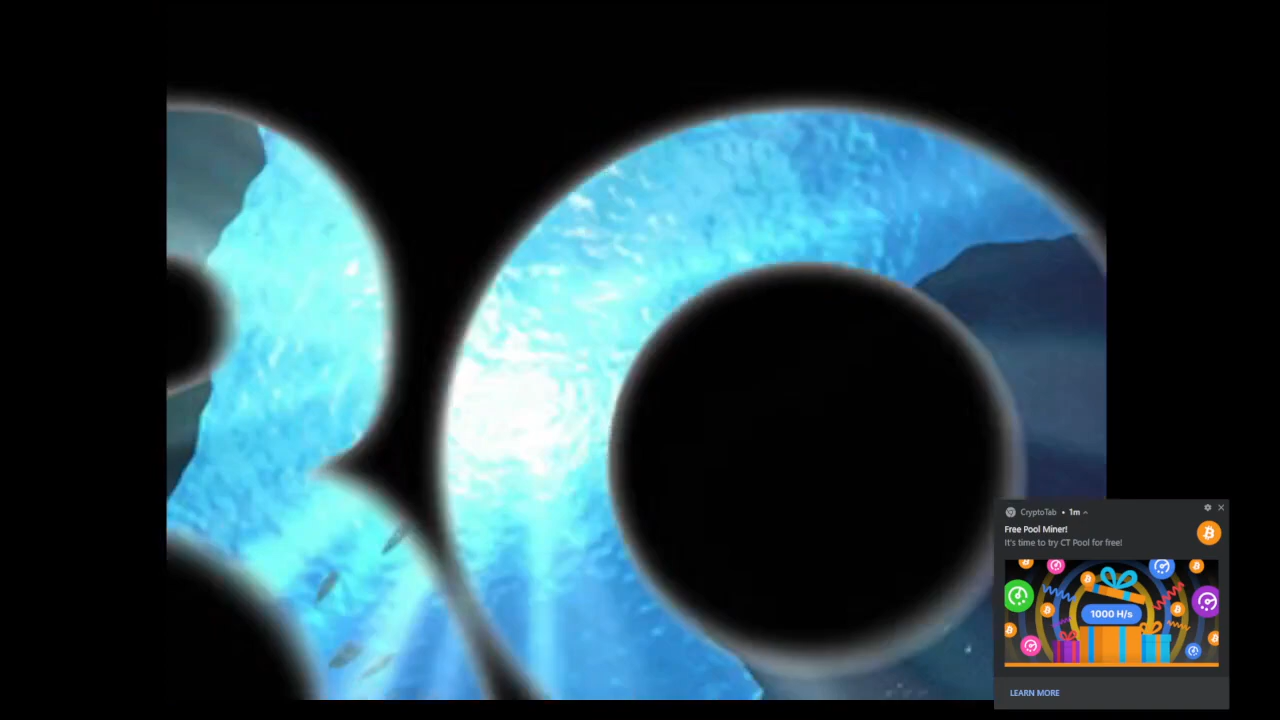 CryptoTab • 1m
Free Pool Miner!
It's time to try CT Pool for free!
1000 H/s
LEARN MORE